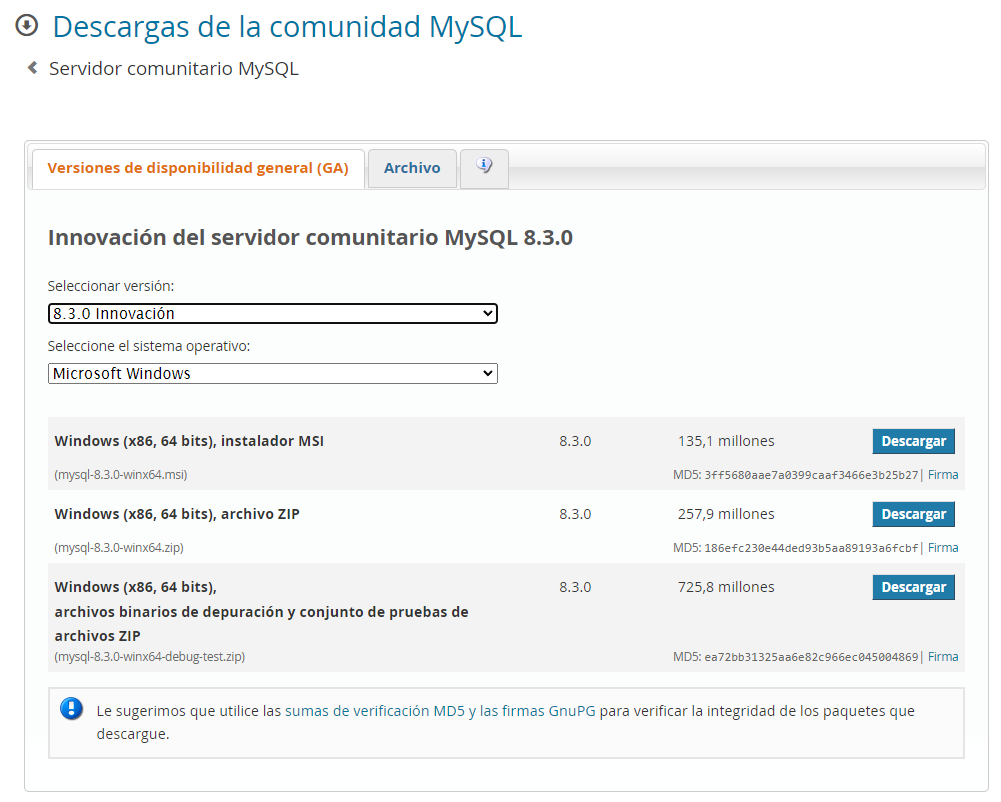 Descargas de la comunidad MySQL
Servidor comunitario MySQL
Versiones de disponibilidad general (GA)
Archivo
Innovación del servidor comunitario MySQL 8.3.0
Seleccionar versión:
8.3.0 Innovación
Seleccione el sistema operativo:
Microsoft Windows
Windows (x86, 64 bits), instalador MSI 8.3.0 135,1 millones Descargar
(mysql-8.3.0-winx64.msi) MD5: 3ff5680aae7a0399caaf3466e3b25b27| Firma
Windows (x86, 64 bits), archivo ZIP 8.3.0 257,9 millones Descargar
(mysql-8.3.0-winx64.zip) MD5: 186efc230e44ded93b5aa89193a6fcbf| Firma
Windows (x86, 64 bits), 8.3.0 725,8 millones Descargar
archivos binarios de depuración y conjunto de pruebas de
archivos ZIP
(mysql-8.3.0-winx64-debug-test.zip) MD5: ea72bb31325aa6e82c966ec045004869| Firma
Le sugerimos que utilice las sumas de verificación MD5 y las firmas GnuPG para verificar la integridad de los paquetes que
descargue.